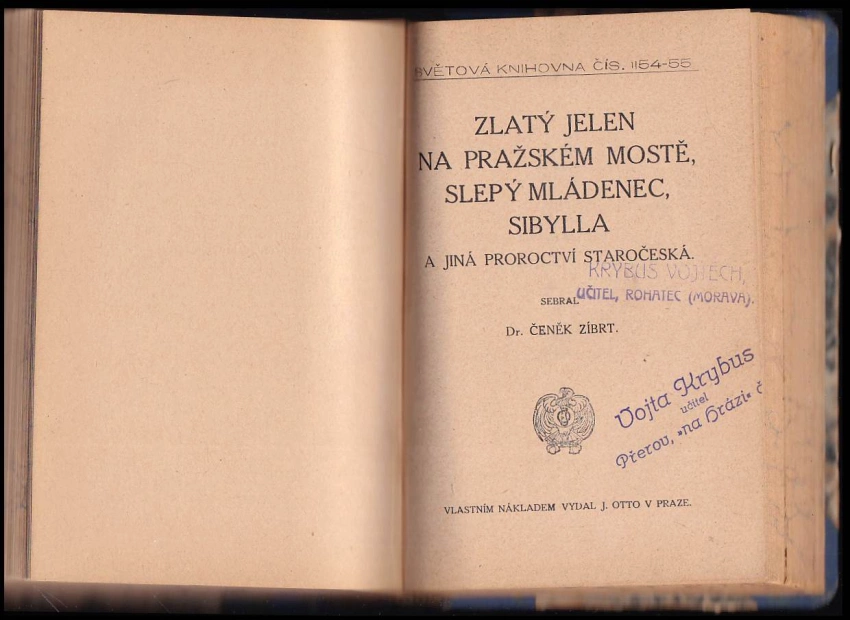 SVĚTOVÁ KNIHOVNA ČÍS. 1154-55
ZLATÝ JELEN
NA PRAŽSKÉM MOSTĚ,
SLEPÝ MLÁDENEC,
SIBYLLA
A JINÁ PROROCTVÍ STAROČESKÁ.
KRYBUS VOJTĚCH,
UČITEL, ROHATEC (MORAVA).
SEBRAL
Dr. ČENĚK ZÍBRT.
Vojta Krybus
učitel
Přerov, „na hrázi“ č
VLASTNÍM NÁKLADEM VYDAL J. OTTO V PRAZE.